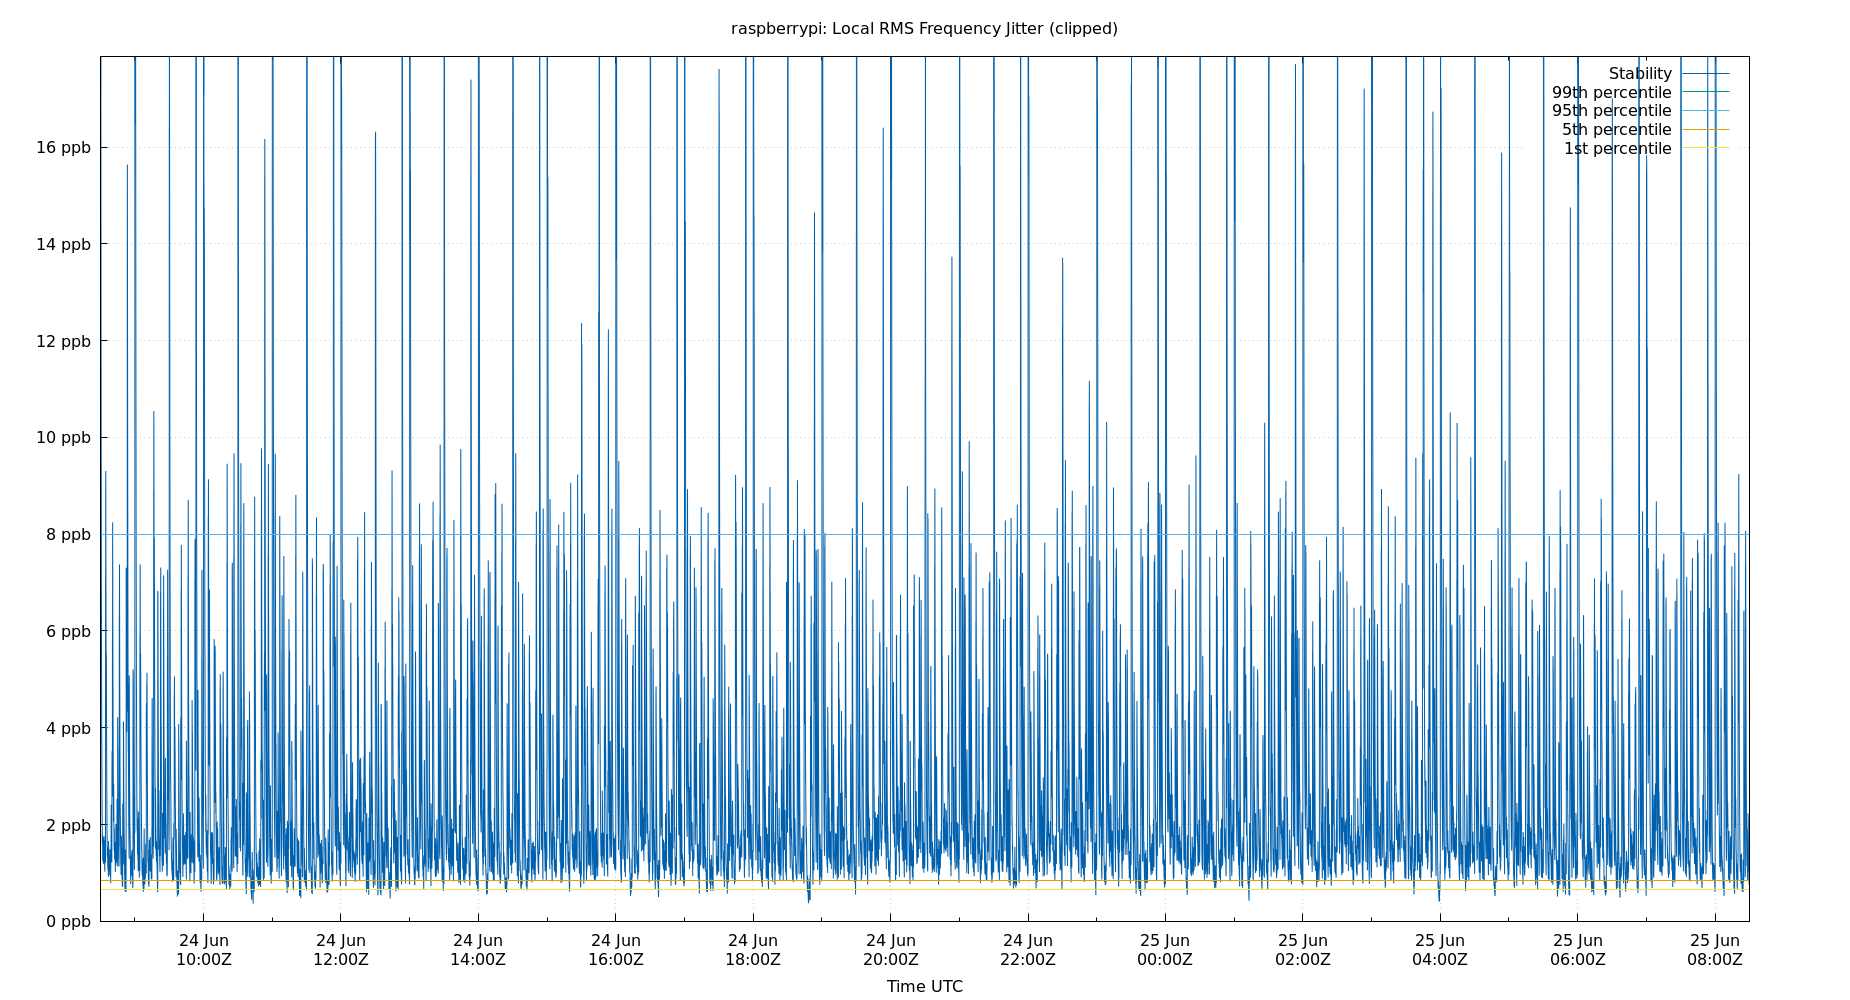 raspberrypi: Local RMS Frequency Jitter (clipped)
Stability
99th percentile
95th percentile
5th percentile
1st percentile
16 ppb
14 ppb
12 ppb
10 ppb
8 ppb
6 ppb
4 ppb
2 ppb
0 ppb
24 Jun 24 Jun 24 Jun 24 Jun 24 Jun 24 Jun 24 Jun 25 Jun 25 Jun 25 Jun 25 Jun 25 Jun
10:00Z 12:00Z 14:00Z 16:00Z 18:00Z 20:00Z 22:00Z 00:00Z 02:00Z 04:00Z 06:00Z 08:00Z
Time UTC